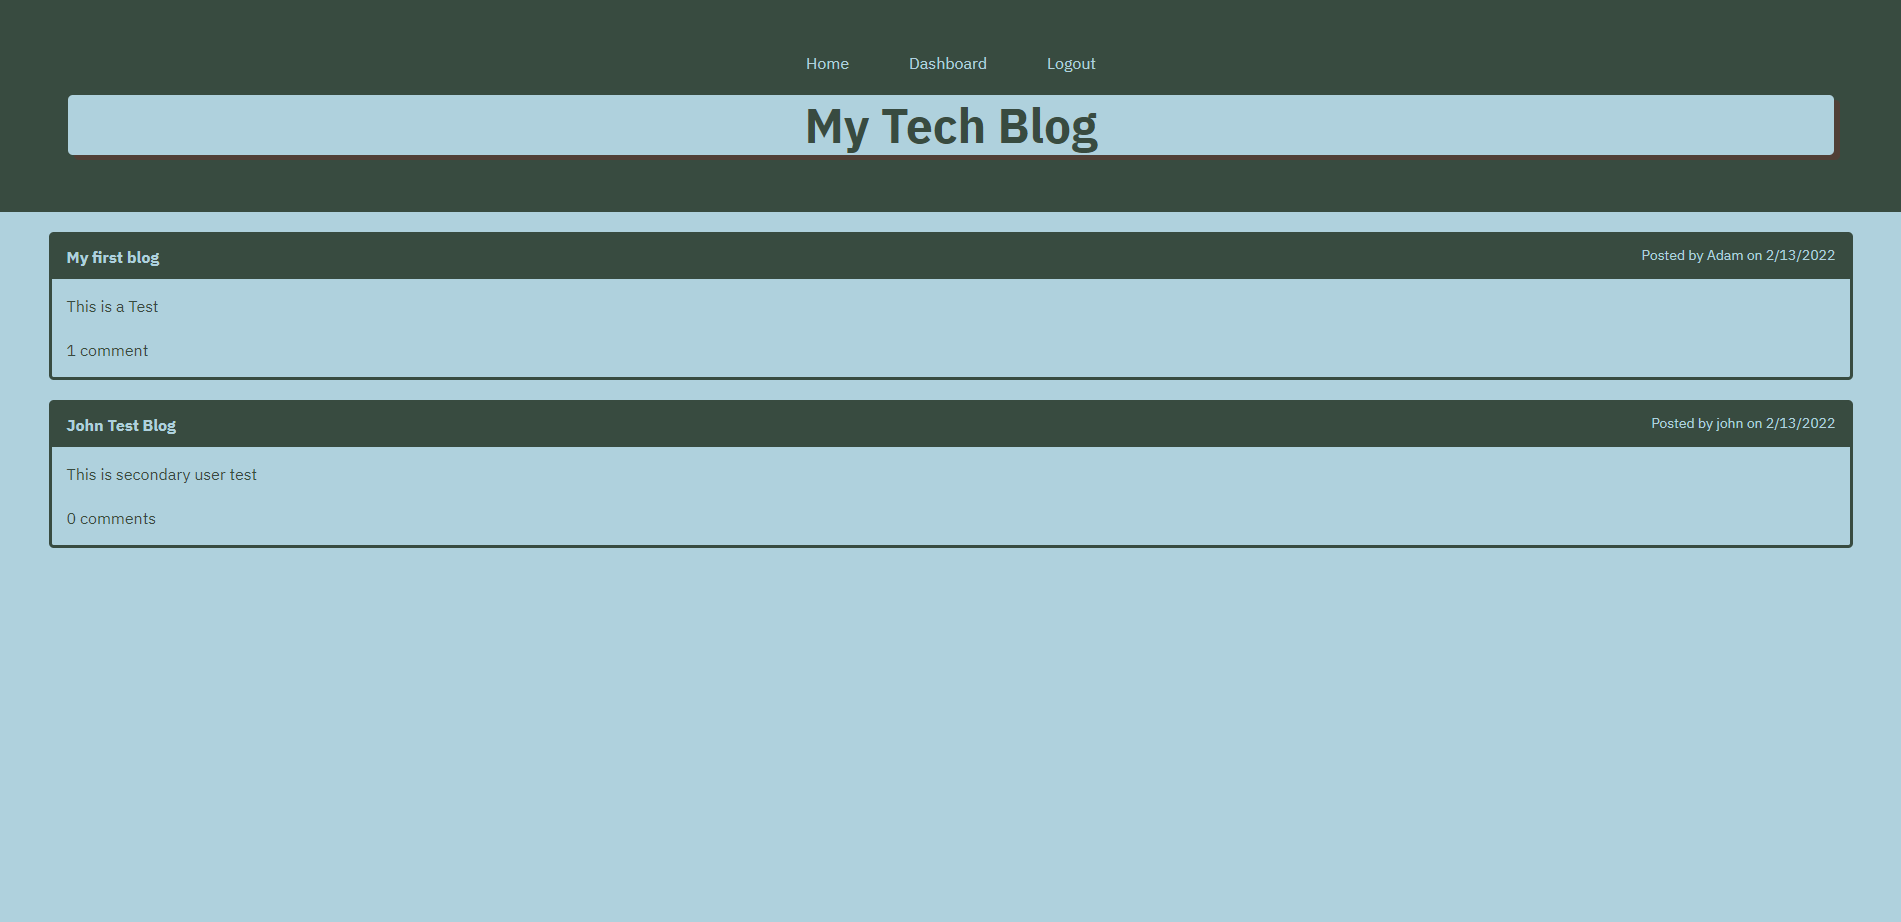 Home Dashboard Logout
My Tech Blog
My first blog Posted by Adam on 2/13/2022
This is a Test
1 comment
John Test Blog Posted by john on 2/13/2022
This is secondary user test
0 comments